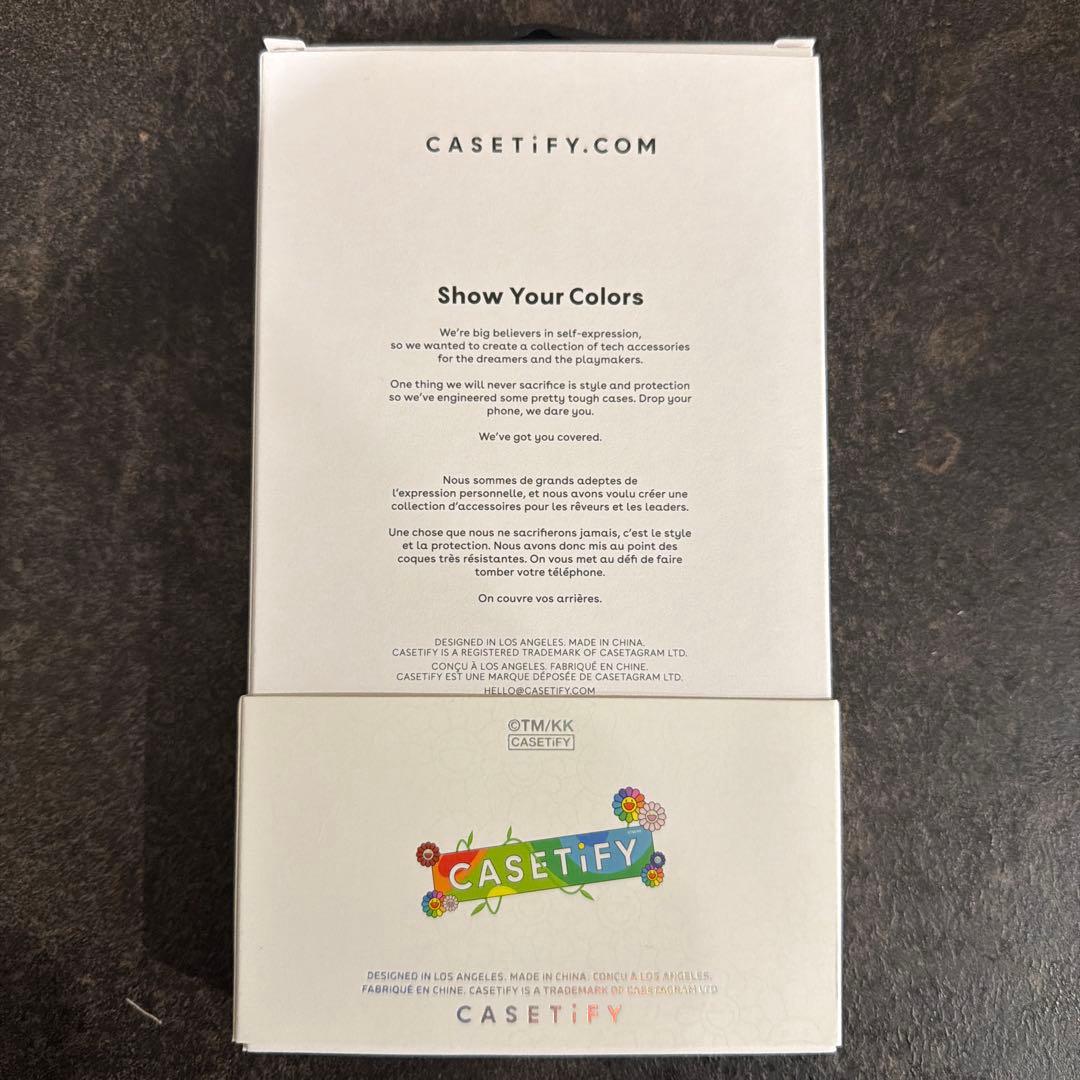 CASETiFY.COM
Show Your Colors
We're big believers in self-expression,
so we wanted to create a collection of tech accessories
for the dreamers and the playmakers.
One thing we will never sacrifice is style and protection
so we've engineered some pretty tough cases. Drop your
phone, we dare you.
We've got you covered.
Nous sommes de grands adeptes de
l'expression personnelle, et nous avons voulu créer une
collection d'accessoires pour les rêveurs et les leaders.
Une chose que nous ne sacrifierons jamais, c'est le style
et la protection. Nous avons donc mis au point des
coques très résistantes. On vous met au défi de faire
tomber votre téléphone.
On couvre vos arrières.
DESIGNED IN LOS ANGELES. MADE IN CHINA.
CASETiFY IS A REGISTERED TRADEMARK OF CASETAGRAM LTD.
CONÇU À LOS ANGELES. FABRIQUÉ EN CHINE.
CASETiFY EST UNE MARQUE DÉPOSÉE DE CASETAGRAM LTD.
HELLO@CASETIFY.COM
©TM/KK
CASETiFY
CASETiFY
DESIGNED IN LOS ANGELES. MADE IN CHINA. CONÇU À LOS ANGELES.
FABRIQUÉ EN CHINE. CASETIFY IS A TRADEMARK OF CASETAGRAM LTD
CASETiFY